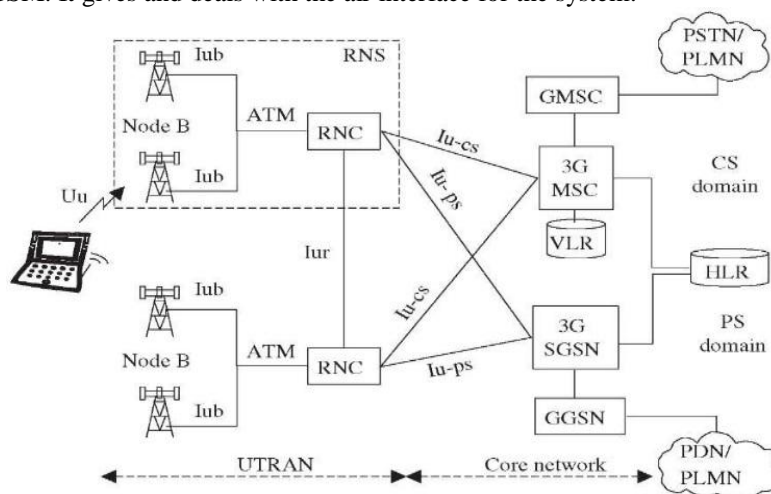 GSM. It gives and deals with the air interface for the system.
PSTN/
PLMN
Iub
RNS
GMSC
ATM
Node B
RNC
Iu-cs
3G
MSC
CS
domain
Iub
Iu-ps
Uu
VLR
Iur
HLR
Iub
Iu-cs
3G
SGSN
PS
domain
ATM
Node B
RNC
Iu-ps
Iub
GGSN
UTRAN
Core network
PDN/
PLMN